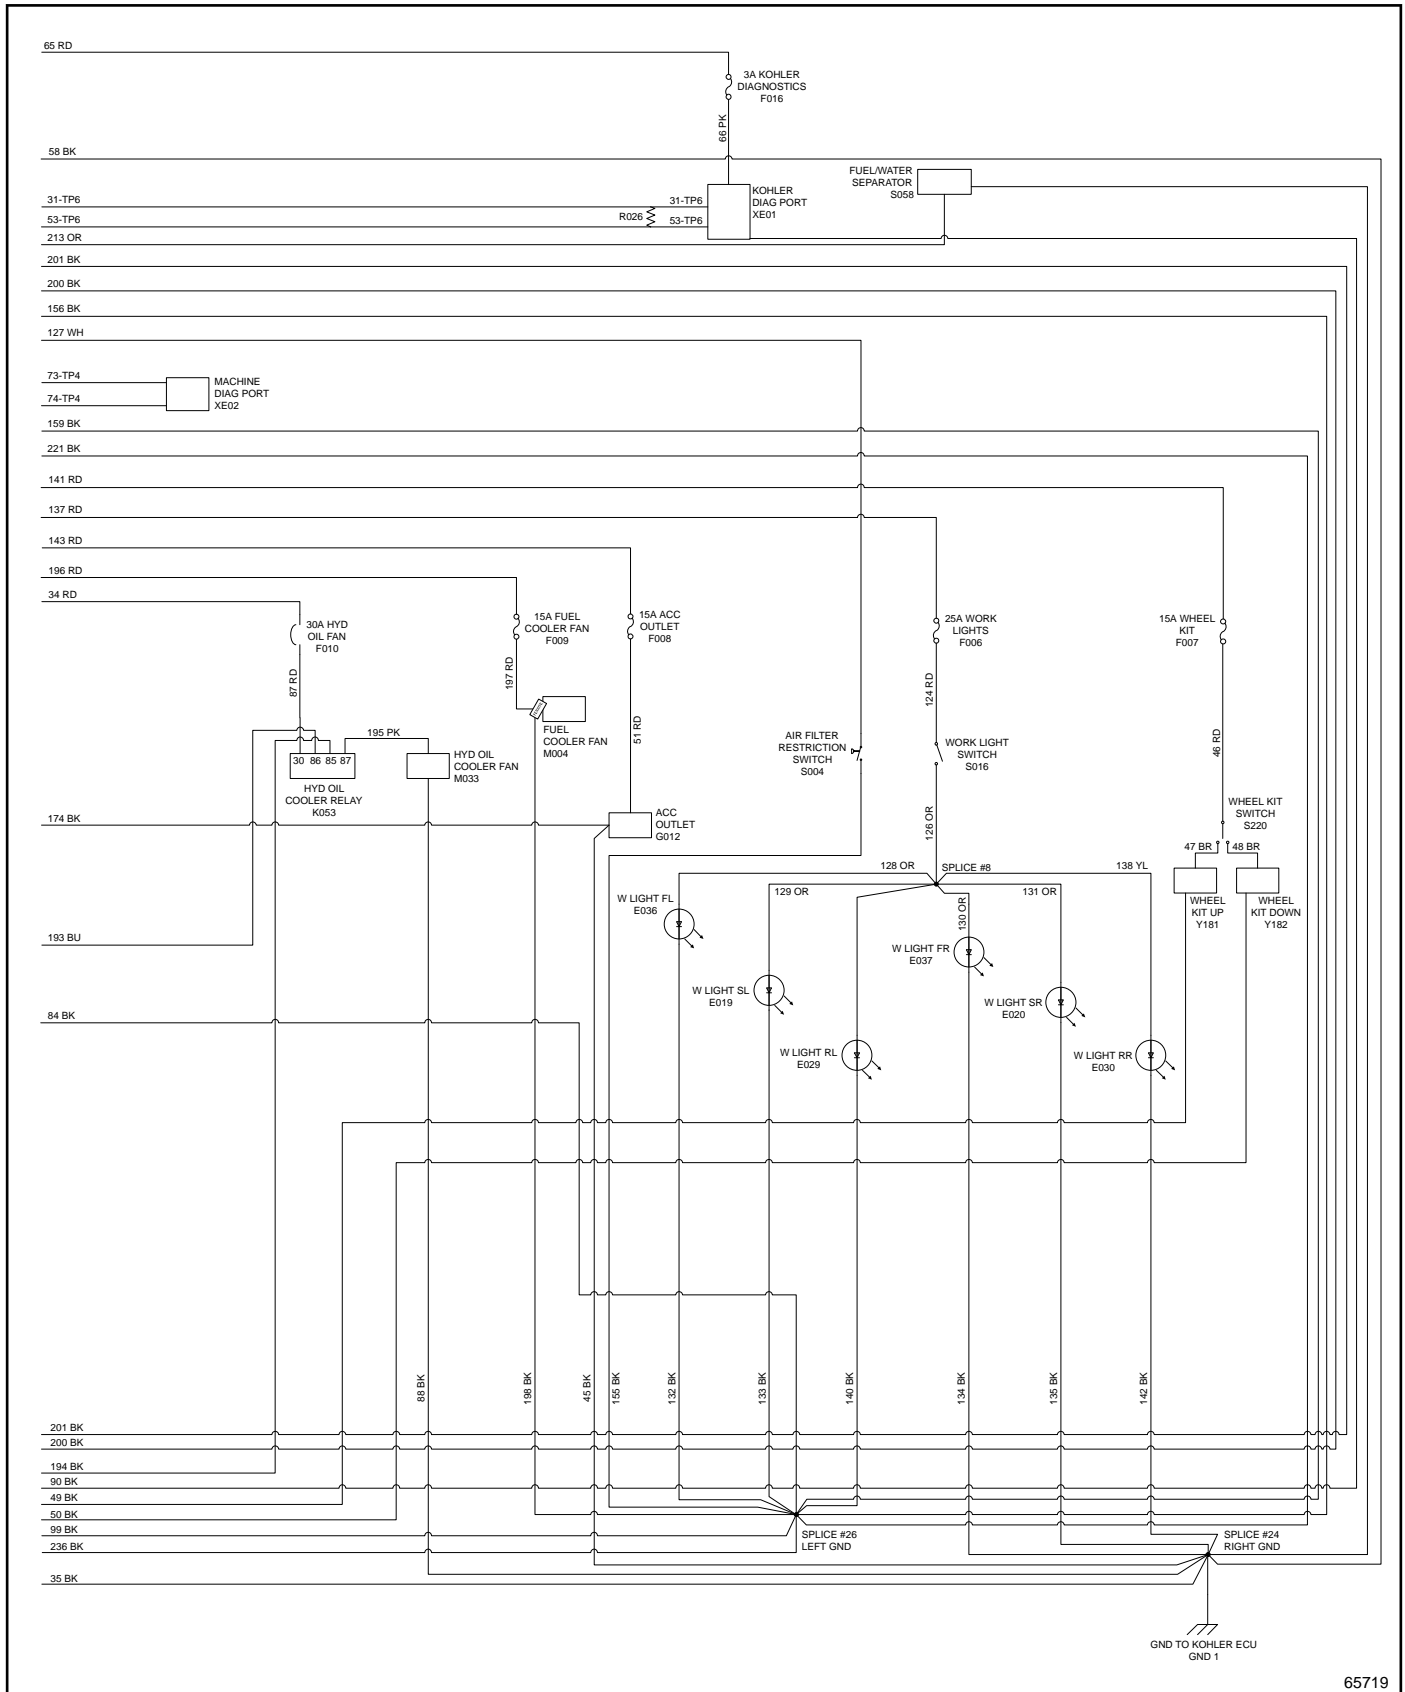 65 RD
3A KOHLER
DIAGNOSTICS
F016
66 PK
58 BK
FUEL/WATER
SEPARATOR
S058
KOHLER
DIAG PORT
XE01
31-TP6
31-TP6
R026
53-TP6
53-TP6
213 OR
201 BK
200 BK
156 BK
127 WH
73-TP4
MACHINE
DIAG PORT
XE02
74-TP4
159 BK
221 BK
141 RD
137 RD
143 RD
196 RD
34 RD
30A HYD
OIL FAN
F010
15A FUEL
COOLER FAN
F009
15A ACC
OUTLET
F008
25A WORK
LIGHTS
F006
15A WHEEL
KIT
F007
87 RD
197 RD
51 RD
124 RD
46 RD
195 PK
30 86 85 87
HYD OIL
COOLER RELAY
K053
HYD OIL
COOLER FAN
M033
FUEL
COOLER FAN
M004
AIR FILTER
RESTRICTION
SWITCH
S004
WORK LIGHT
SWITCH
S016
WHEEL KIT
SWITCH
S220
174 BK
ACC
OUTLET
G012
126 OR
47 BR
48 BR
128 OR
SPLICE #8
138 YL
129 OR
130 OR
131 OR
WHEEL
KIT UP
Y181
WHEEL
KIT DOWN
Y182
W LIGHT FL
E036
193 BU
W LIGHT FR
E037
W LIGHT SL
E019
W LIGHT SR
E020
84 BK
W LIGHT RL
E029
W LIGHT RR
E030
88 BK
198 BK
45 BK
155 BK
132 BK
133 BK
140 BK
134 BK
135 BK
142 BK
201 BK
200 BK
194 BK
90 BK
49 BK
50 BK
99 BK
236 BK
SPLICE #26
LEFT GND
SPLICE #24
RIGHT GND
35 BK
GND TO KOHLER ECU
GND 1
65719